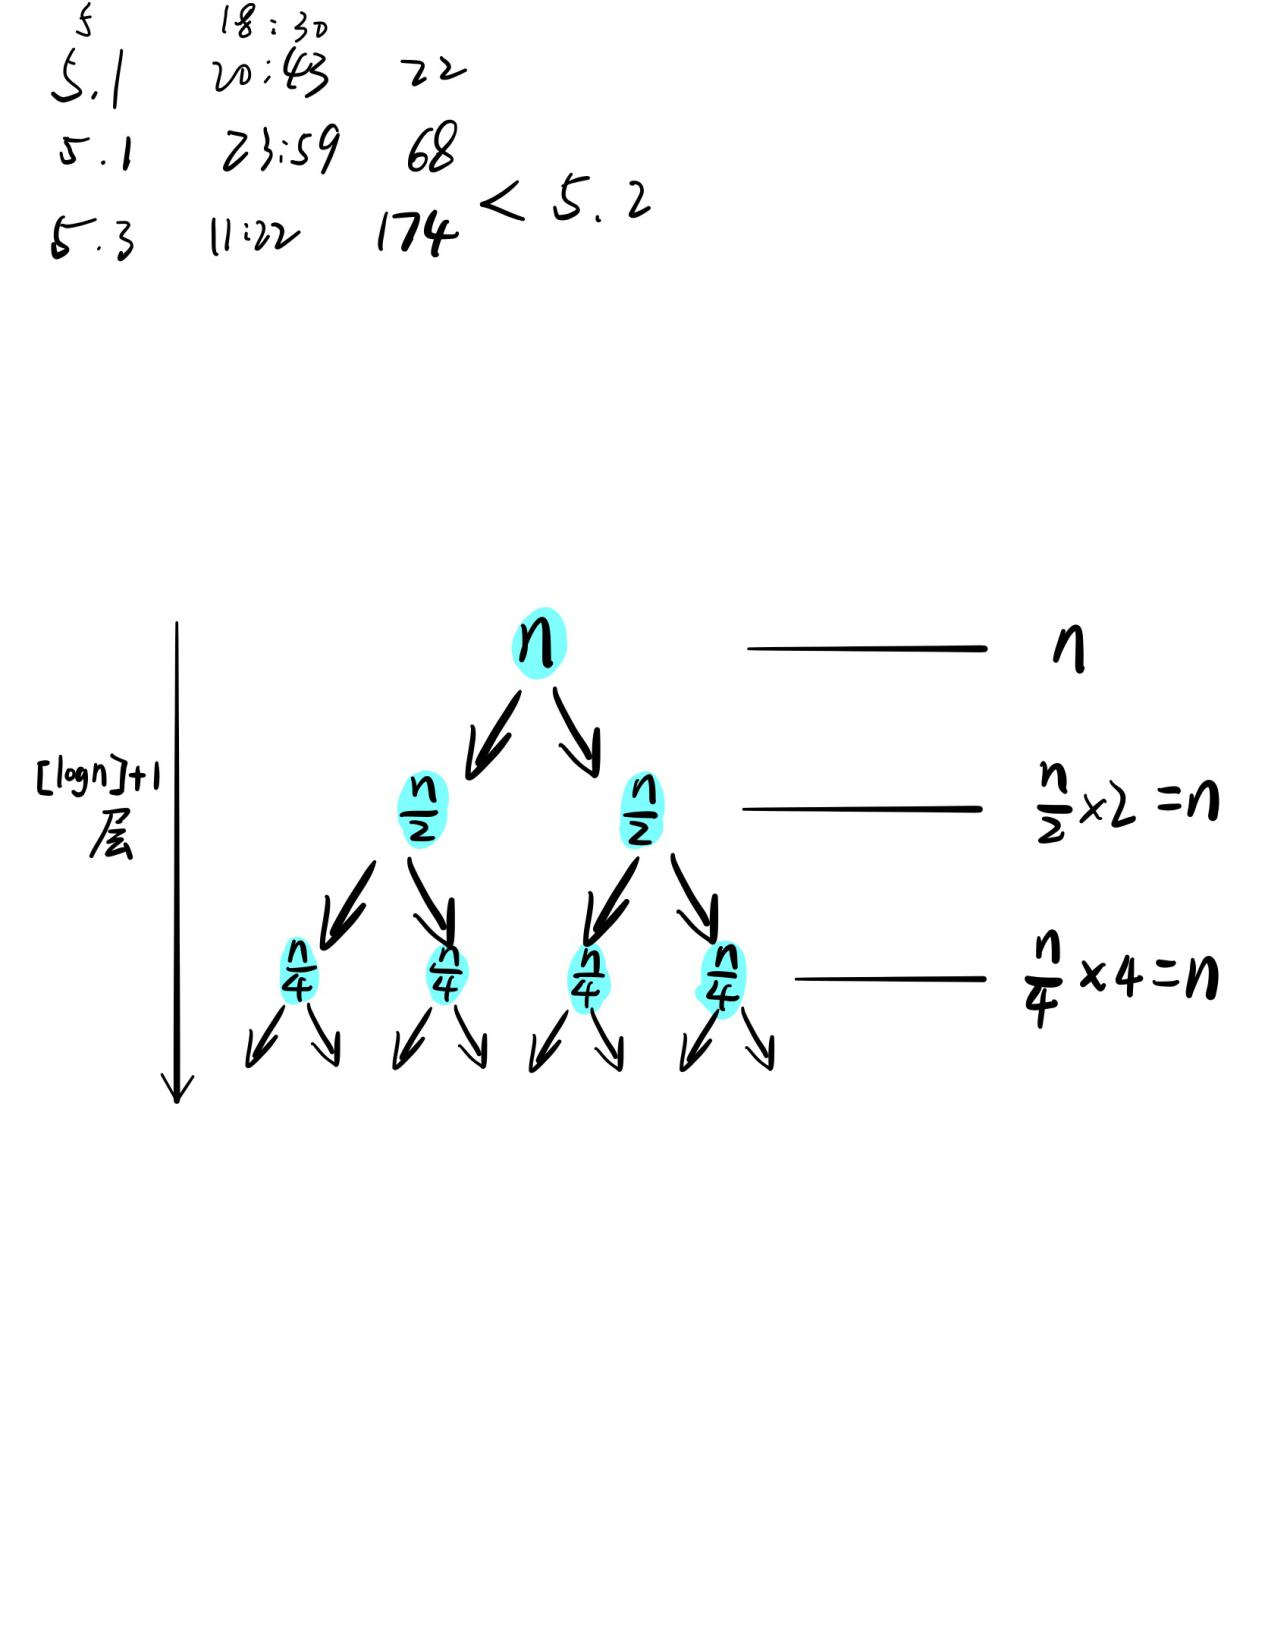 5 18:30
5.1 20:43 22
5.1 23:59 68
< 5.2
5.3 11:22 174
n n
[logn]+1
层
n/2 n/2 n/2×2=n
n/4 n/4 n/4 n/4 n/4×4=n